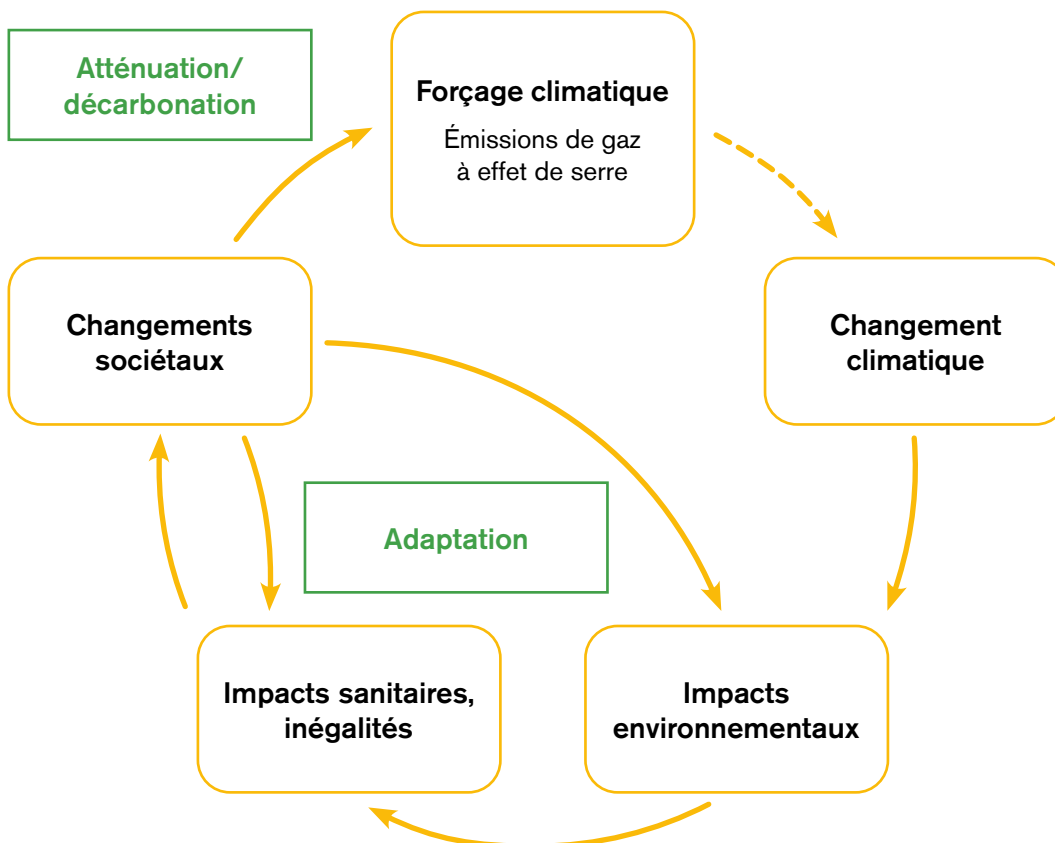 Atténuation/
décarbonation
Forçage climatique
Émissions de gaz
à effet de serre
Changements
sociétaux
Changement
climatique
Adaptation
Impacts sanitaires,
inégalités
Impacts
environnementaux